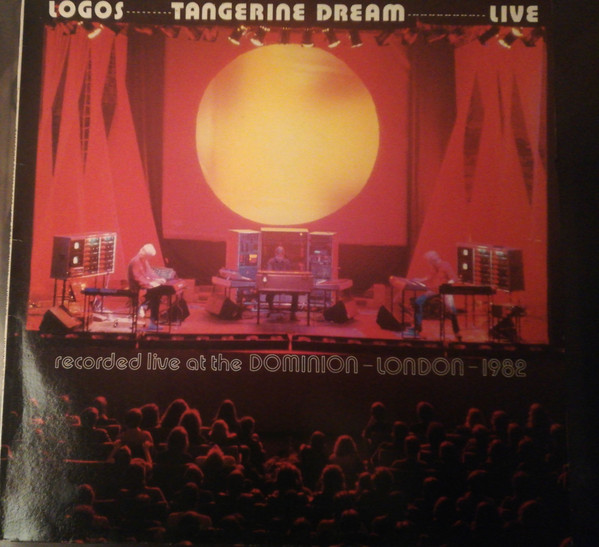 LOGOS........TANGERINE DREAM...........LIVE
recorded live at the DOMINION – LONDON – 1982